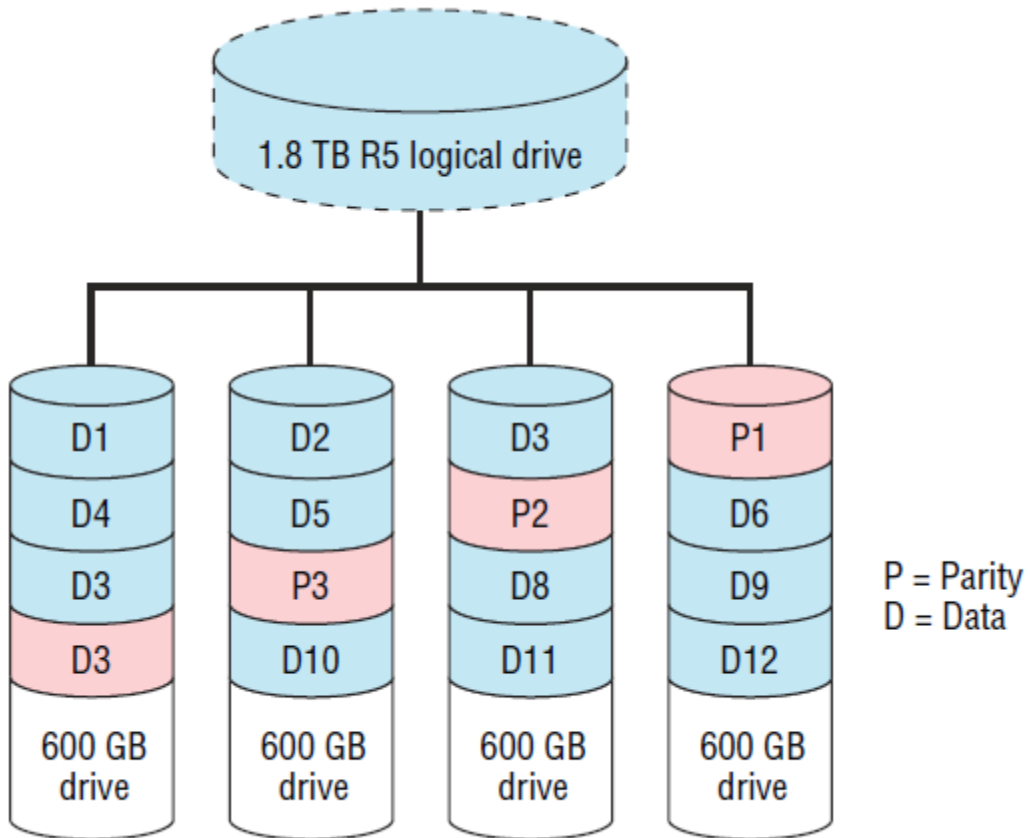 1.8 TB R5 logical drive
D1
D2
D3
P1
D4
D5
P2
D6
D3
P3
D8
D9
D3
D10
D11
D12
P = Parity
D = Data
600 GB
drive
600 GB
drive
600 GB
drive
600 GB
drive